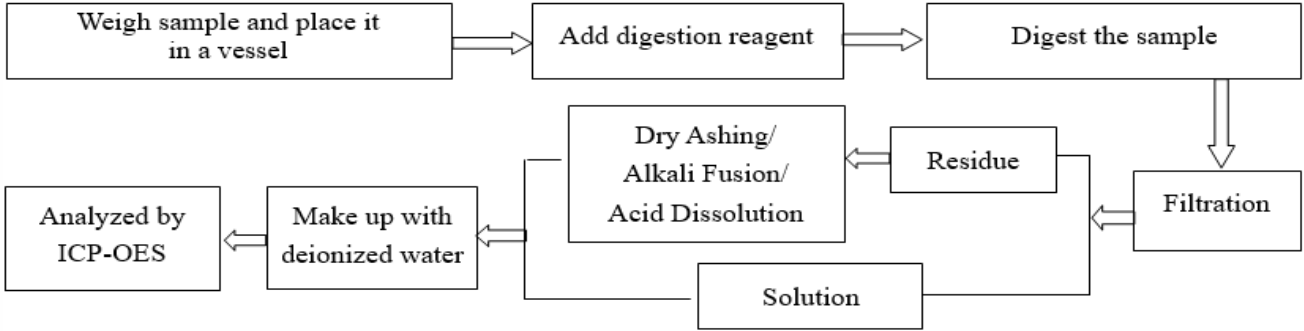 Weigh sample and place it
in a vessel
Add digestion reagent
Digest the sample
Filtration
Residue
Dry Ashing/
Alkali Fusion/
Acid Dissolution
Solution
Make up with
deionized water
Analyzed by
ICP-OES